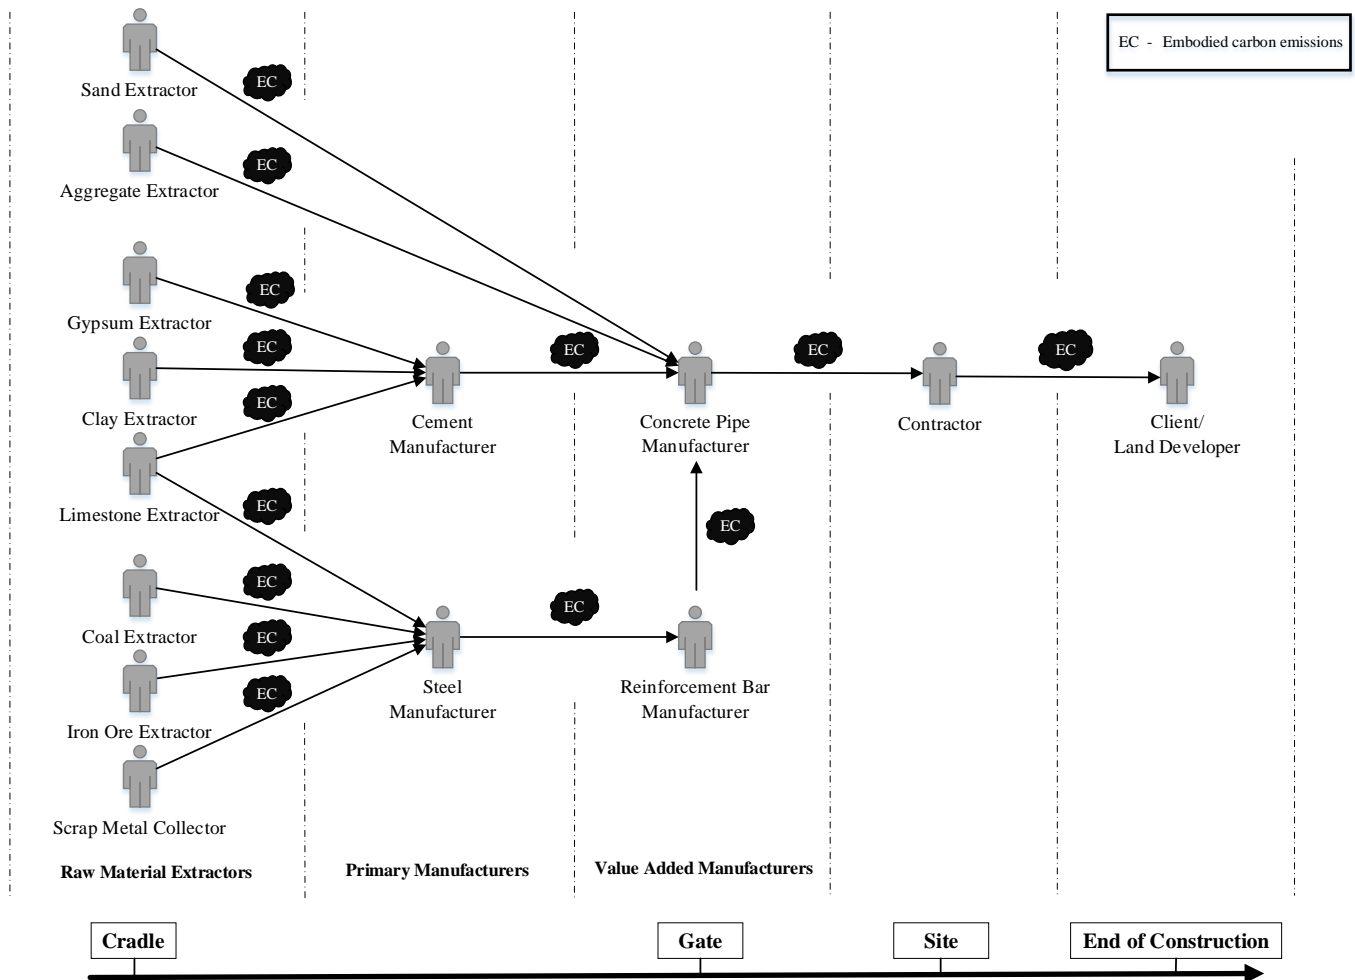 EC - Embodied carbon emissions
EC
Sand Extractor
EC
Aggregate Extractor
EC
Gypsum Extractor
EC
EC
EC
EC
Clay Extractor
EC
Cement
Manufacturer
Concrete Pipe
Manufacturer
Contractor
Client/
Land Developer
Limestone Extractor
EC
EC
EC
Coal Extractor
EC
EC
Iron Ore Extractor
EC
Steel
Manufacturer
Reinforcement Bar
Manufacturer
Scrap Metal Collector
Raw Material Extractors
Primary Manufacturers
Value Added Manufacturers
Cradle
Gate
Site
End of Construction